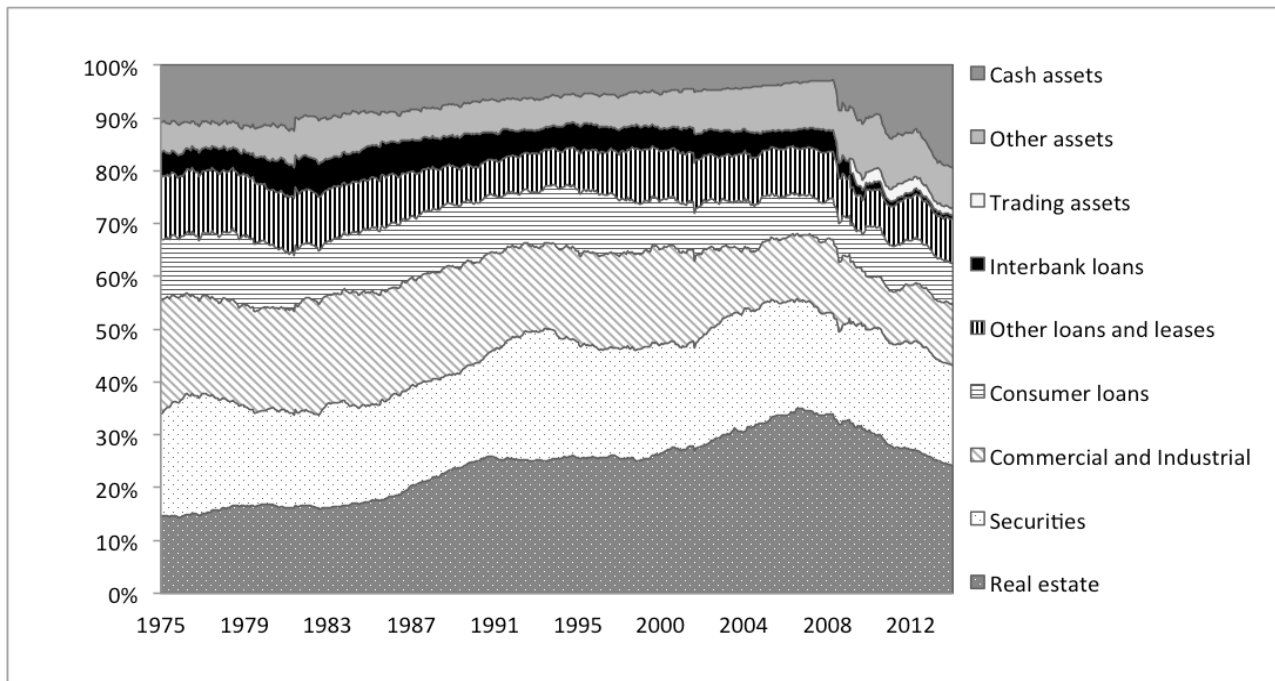 100%
90%
80%
70%
60%
50%
40%
30%
20%
10%
0%
1975 1979 1983 1987 1991 1995 2000 2004 2008 2012
Cash assets
Other assets
Trading assets
Interbank loans
Other loans and leases
Consumer loans
Commercial and Industrial
Securities
Real estate